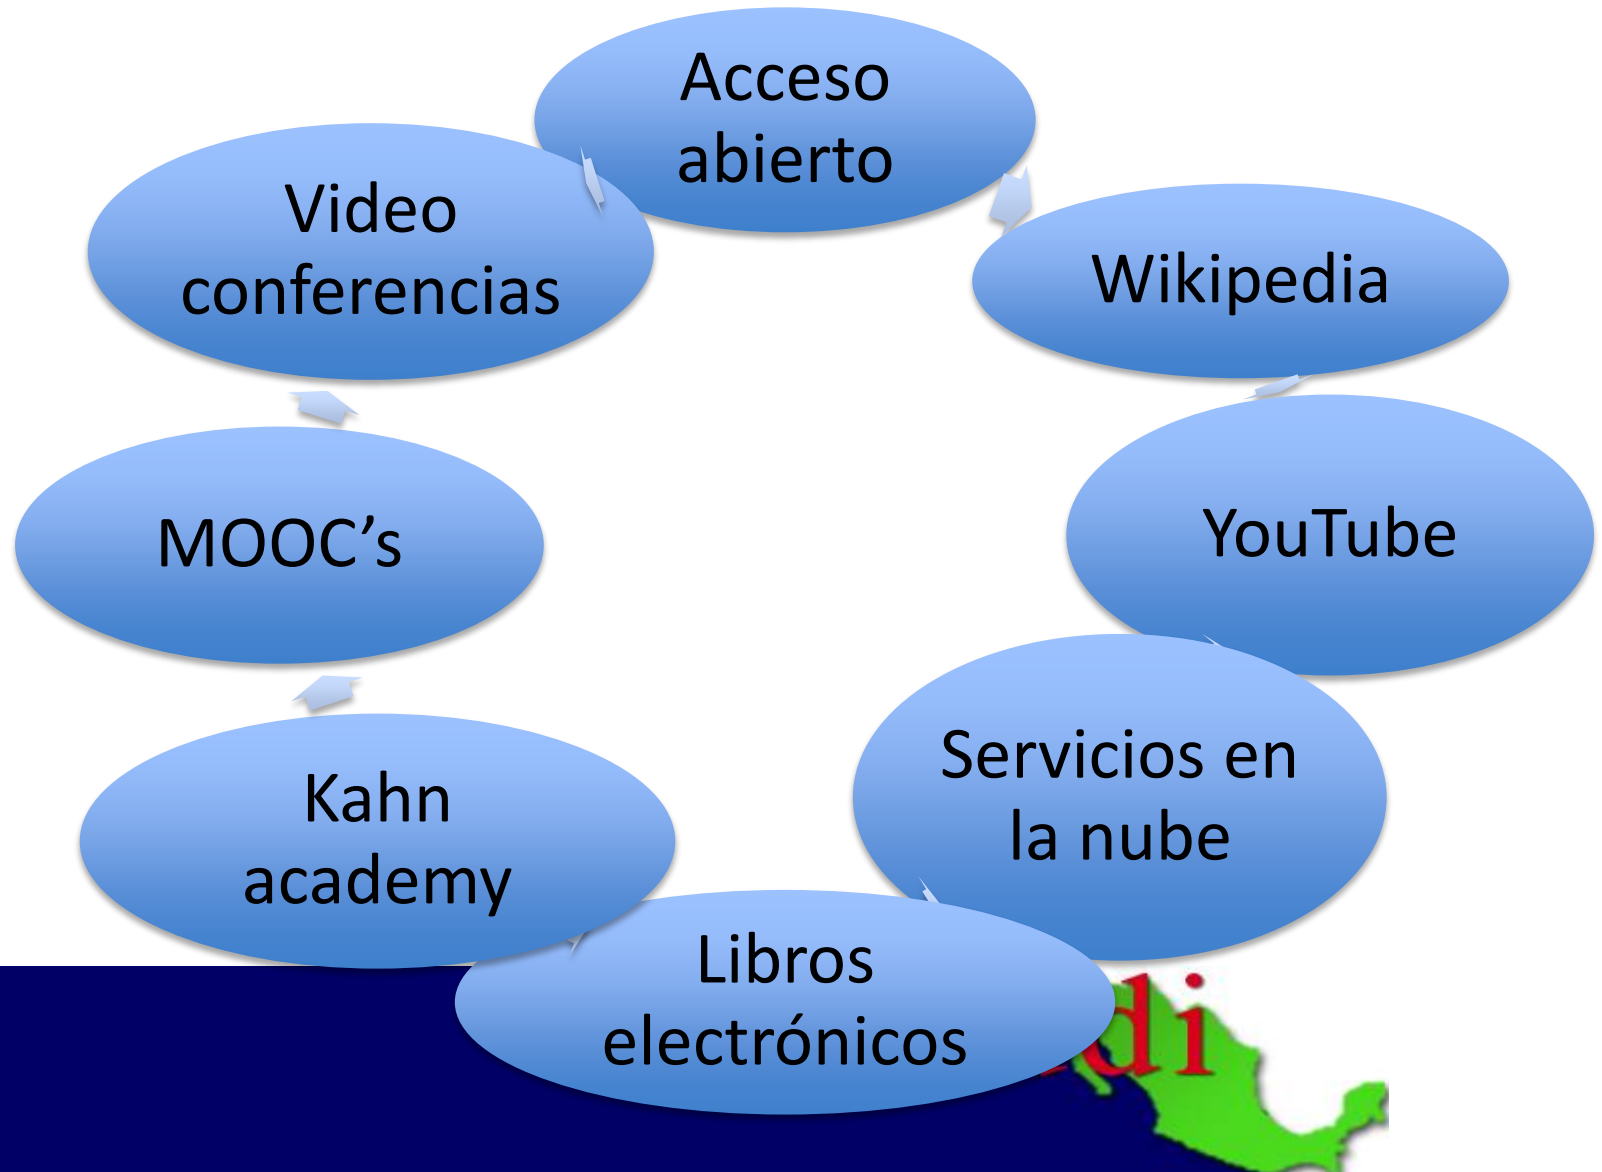 Acceso
abierto
Wikipedia
YouTube
Servicios en
la nube
Libros
electrónicos
Kahn
academy
MOOC’s
Video
conferencias